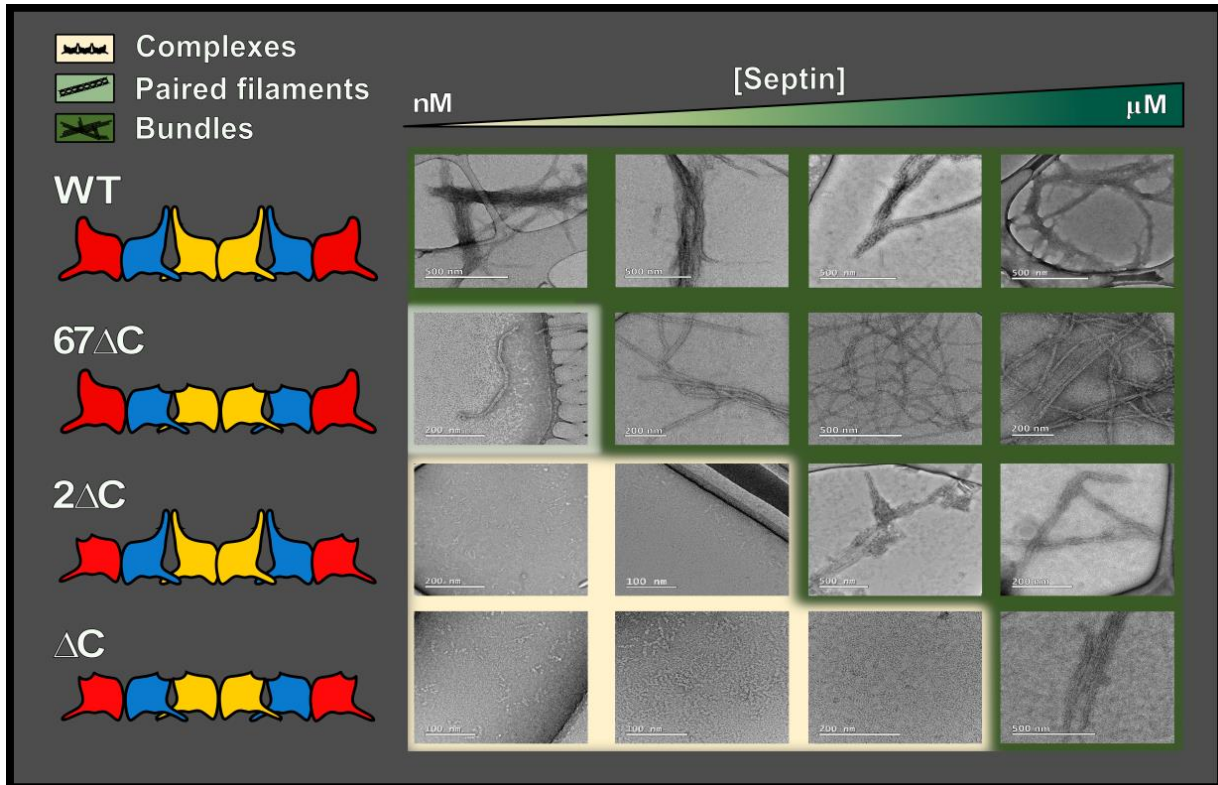 Complexes
Paired filaments
Bundles
[Septin]
nM
μM
WT
500 nm
500 nm
500 nm
500 nm
67ΔC
200 nm
200 nm
500 nm
200 nm
2ΔC
200 nm
100 nm
500 nm
200 nm
ΔC
100 nm
100 nm
200 nm
500 nm